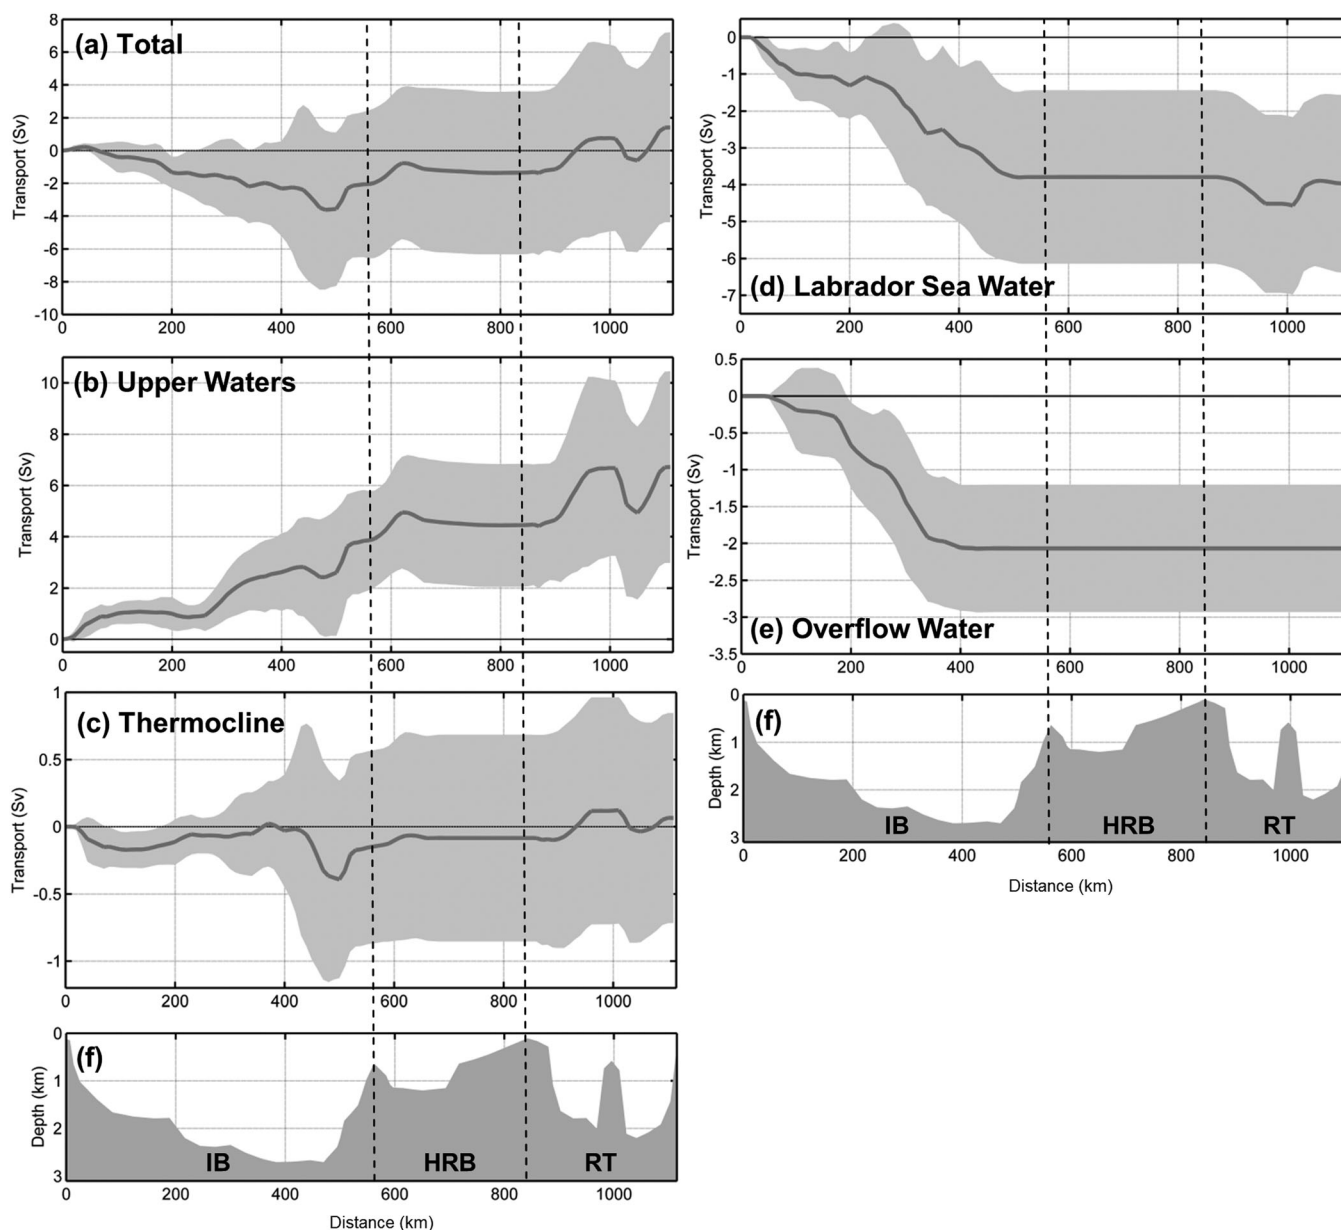 (a) Total
Transport (Sv)
8
6
4
2
0
-2
-4
-6
-8
-10
0 200 400 600 800 1000
(b) Upper Waters
Transport (Sv)
10
8
6
4
2
0
0 200 400 600 800 1000
(c) Thermocline
Transport (Sv)
1
0.5
0
-0.5
-1
0 200 400 600 800 1000
(f)
Depth (km)
0
1
2
3
IB HRB RT
0 200 400 600 800 1000
Distance (km)
Transport (Sv)
0
-1
-2
-3
-4
-5
-6
-7
(d) Labrador Sea Water
0 200 400 600 800 1000
Transport (Sv)
0.5
0
-0.5
-1
-1.5
-2
-2.5
-3
-3.5
(e) Overflow Water
0 200 400 600 800 1000
(f)
Depth (km)
0
1
2
3
IB HRB RT
0 200 400 600 800 1000
Distance (km)